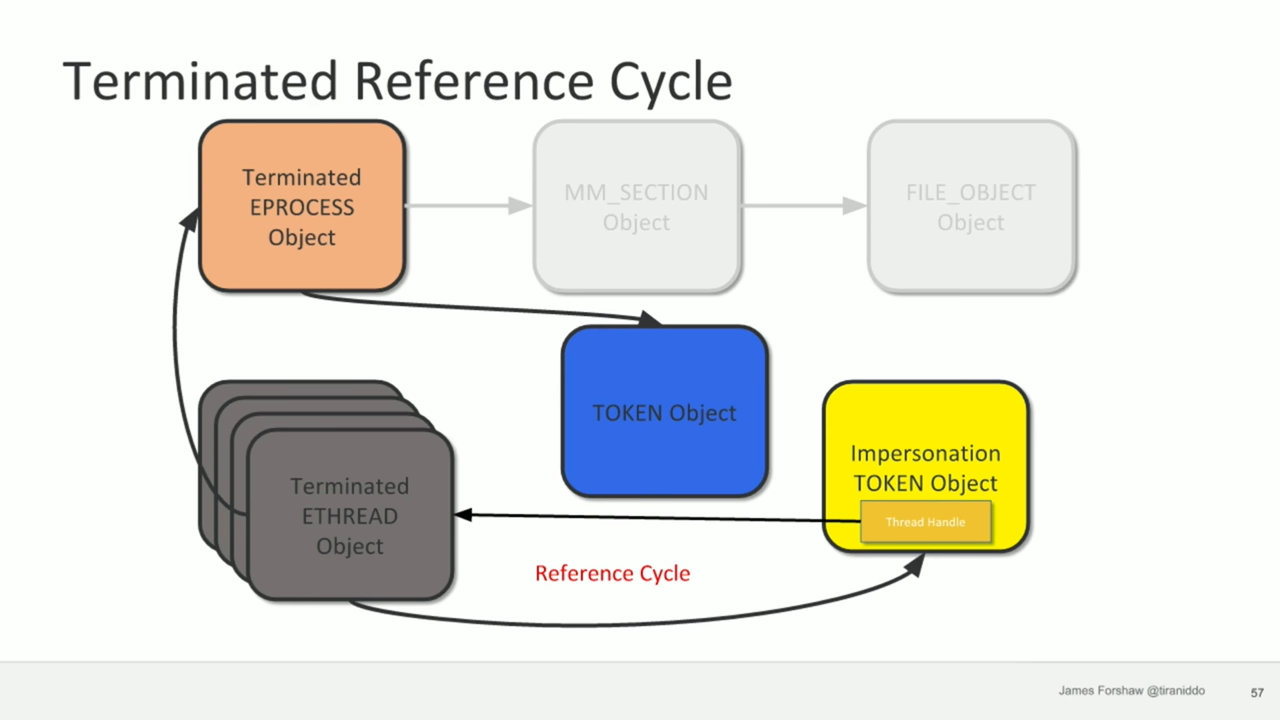 Terminated Reference Cycle
Terminated
EPROCESS
Object
MM_SECTION
Object
FILE_OBJECT
Object
TOKEN Object
Impersonation
TOKEN Object
Thread Handle
Terminated
ETHREAD
Object
Reference Cycle
James Forshaw @tiraniddo
57